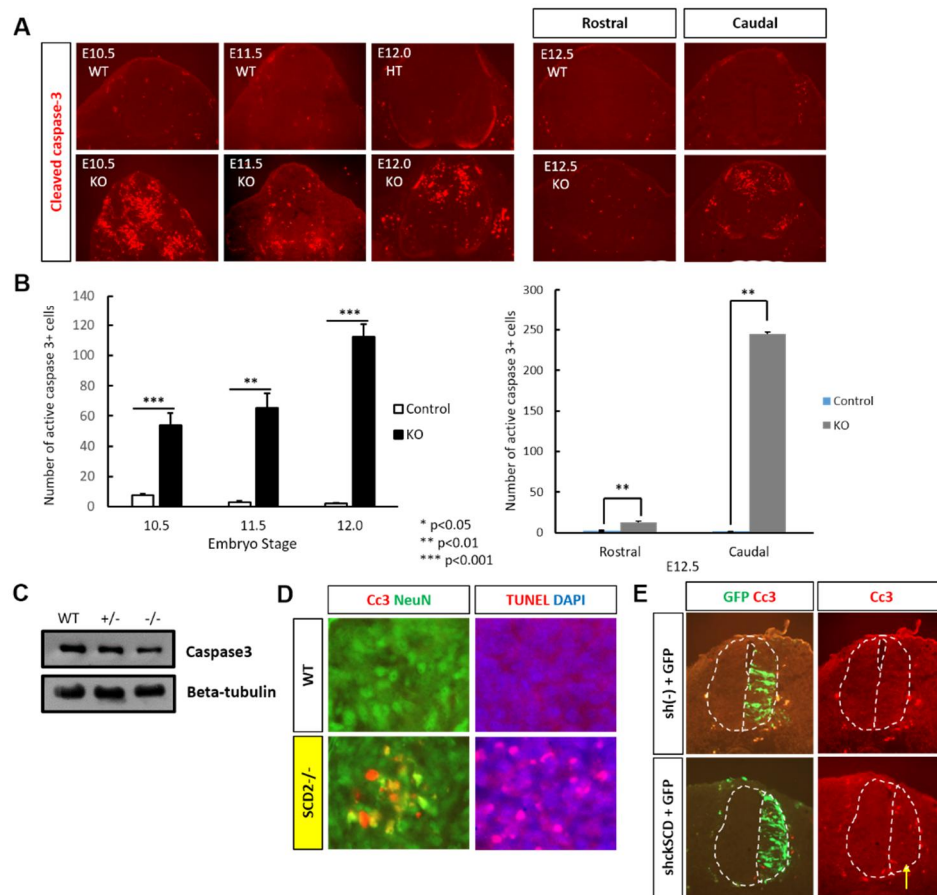 A
Rostral
Caudal
Cleaved caspase-3
E10.5
WT
E11.5
WT
E12.0
HT
E12.5
WT
E10.5
KO
E11.5
KO
E12.0
KO
E12.5
KO
B
Number of active caspase 3+ cells
140
120
100
80
60
40
20
0
***
**
***
10.5
11.5
12.0
Embryo Stage
Control
KO
* p<0.05
** p<0.01
*** p<0.001
Number of active caspase 3+ cells
300
250
200
150
100
50
0
**
**
Rostral
Caudal
E12.5
Control
KO
C
WT
+/-
-/-
Caspase3
Beta-tubulin
D
Cc3 NeuN
TUNEL DAPI
WT
SCD2-/-
E
GFP Cc3
Cc3
sh(-) + GFP
shckSCD + GFP